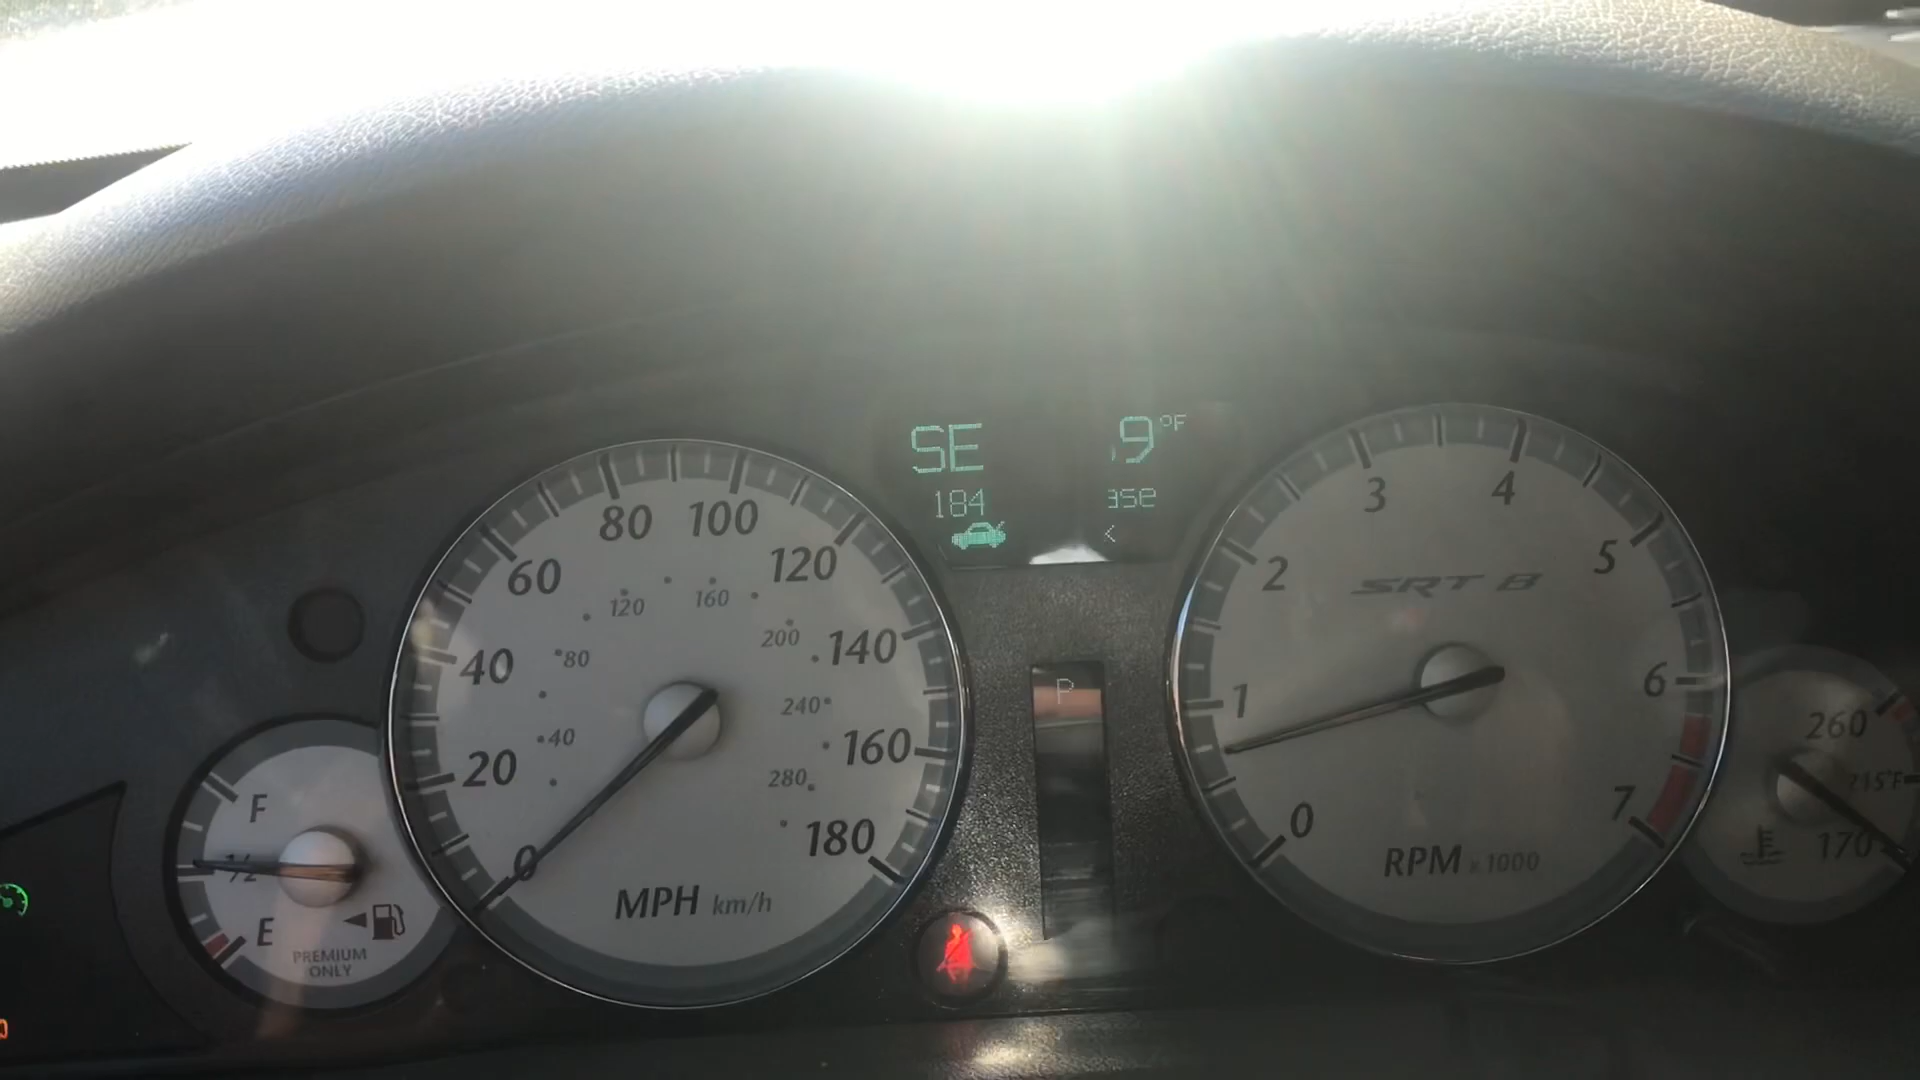 SE 9°F
184
P
80 100
60 120
40 140
20 160
0 180
120 160
80 200
40 240
280
MPH km/h
F
1/2
E
PREMIUM
ONLY
3 4
2 5
SRT 8
1 6
0 7
RPM x 1000
260
215°F
170